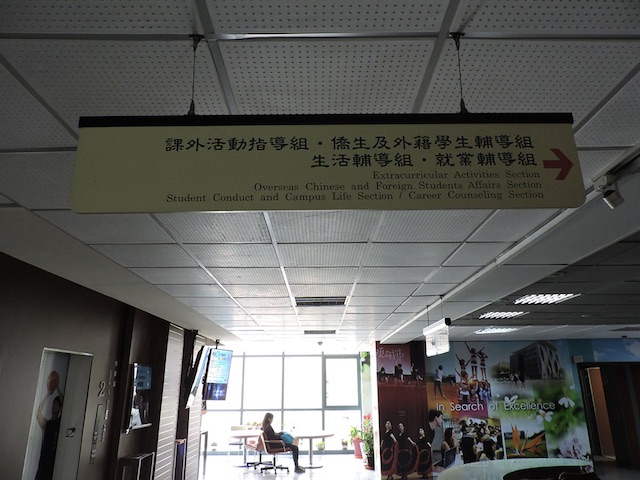 課外活動指導組・僑生及外籍學生輔導組
生活輔導組・就業輔導組
Extracurricular Activities Section
Overseas Chinese and Foreign Students Affairs Section
Student Conduct and Campus Life Section / Career Counseling Section
In Search of Excellence